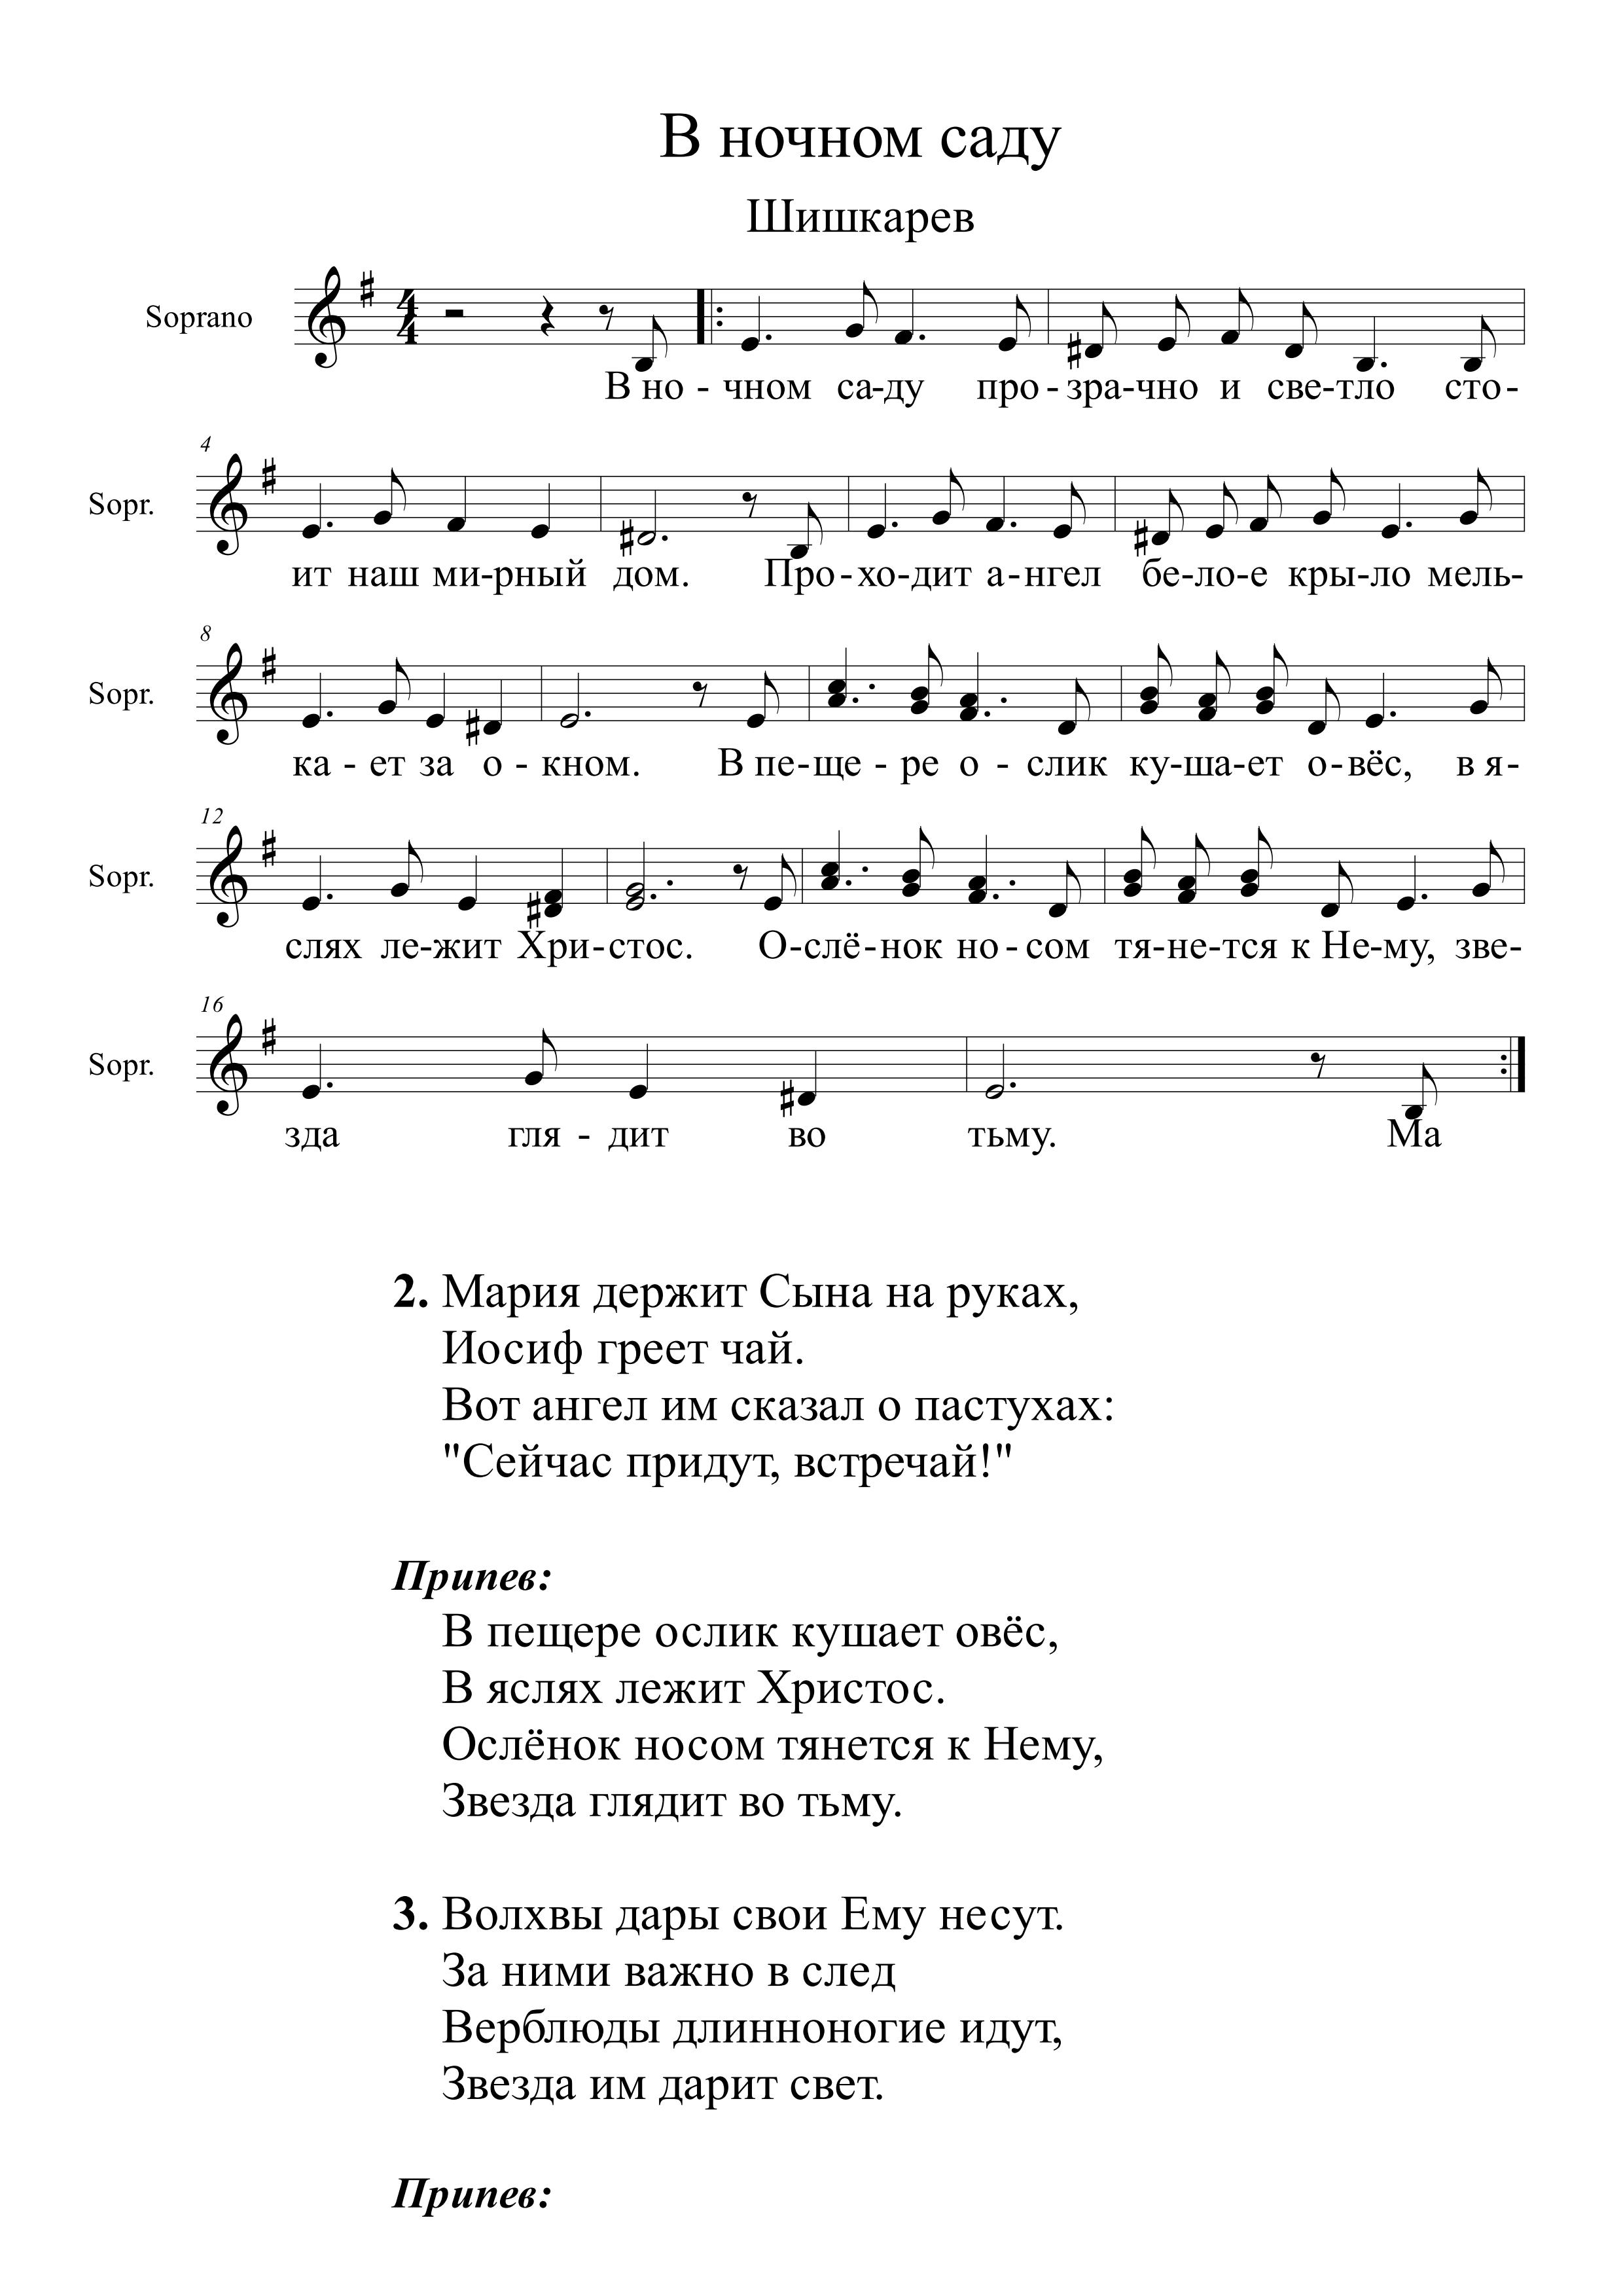 В ночном саду
Шишкарев
Soprano
В но - чном са-ду про-зра-чно и све-тло сто-
4
Sopr.
ит наш ми-рный дом. Про-хо-дит а-нгел бе-ло-е кры-ло мель-
8
Sopr.
ка - ет за о - кном. В пе-ще - ре о - слик ку-ша-ет о-вёс, в я-
12
Sopr.
слях ле-жит Хри-стос. О-слё-нок но-сом тя-не-тся к Не-му, зве-
16
Sopr.
зда гля - дит во тьму. Ма
2. Мария держит Сына на руках,
Иосиф греет чай.
Вот ангел им сказал о пастухах:
"Сейчас придут, встречай!"
Припев:
В пещере ослик кушает овёс,
В яслях лежит Христос.
Ослёнок носом тянется к Нему,
Звезда глядит во тьму.
3. Волхвы дары свои Ему несут.
За ними важно в след
Верблюды длинноногие идут,
Звезда им дарит свет.
Припев: